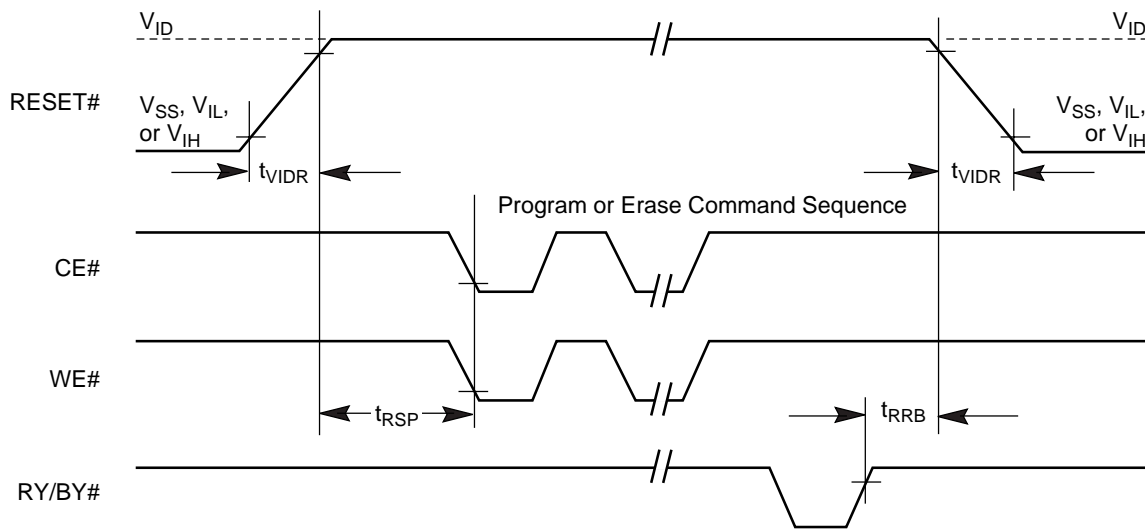 V_ID V_ID
RESET#
V_SS, V_IL, or V_IH
V_SS, V_IL, or V_IH
t_VIDR t_VIDR
Program or Erase Command Sequence
CE#
WE#
t_RSP t_RRB
RY/BY#